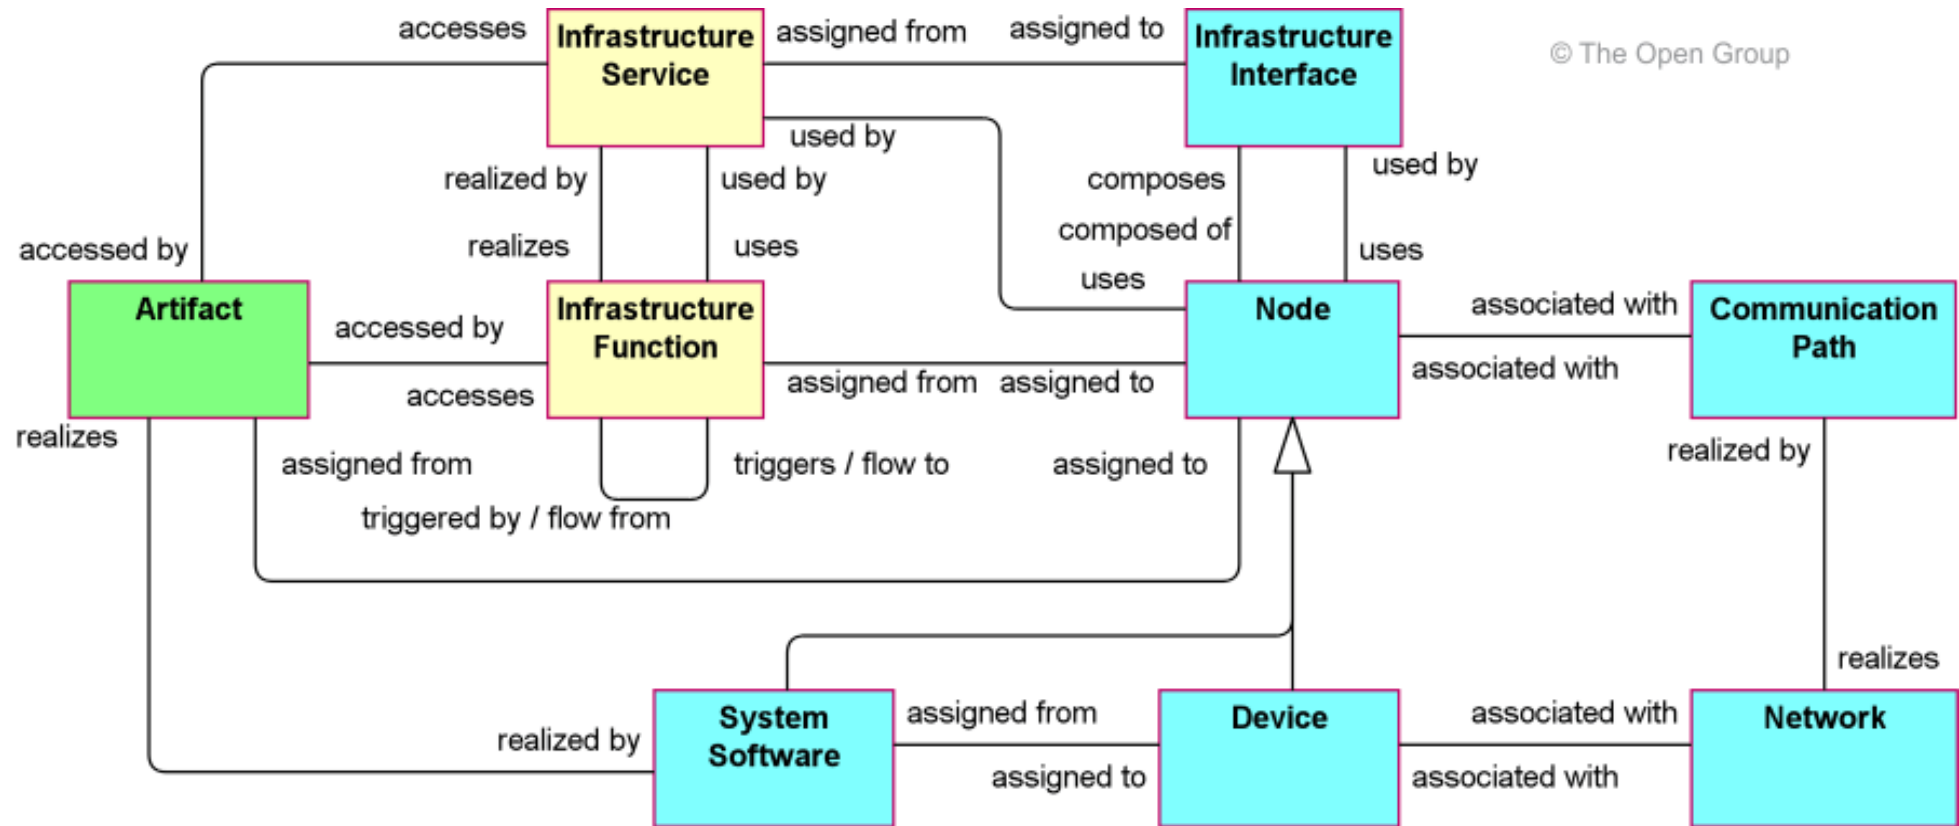 accesses
Infrastructure
Service
assigned from
assigned to
Infrastructure
Interface
© The Open Group
used by
realized by
used by
composes
used by
realizes
uses
composed of
uses
uses
accessed by
Artifact
accessed by
accesses
Infrastructure
Function
assigned from
assigned to
Node
associated with
associated with
Communication
Path
realizes
assigned from
triggers / flow to
triggered by / flow from
assigned to
realized by
realizes
realized by
System
Software
assigned from
assigned to
Device
associated with
associated with
Network